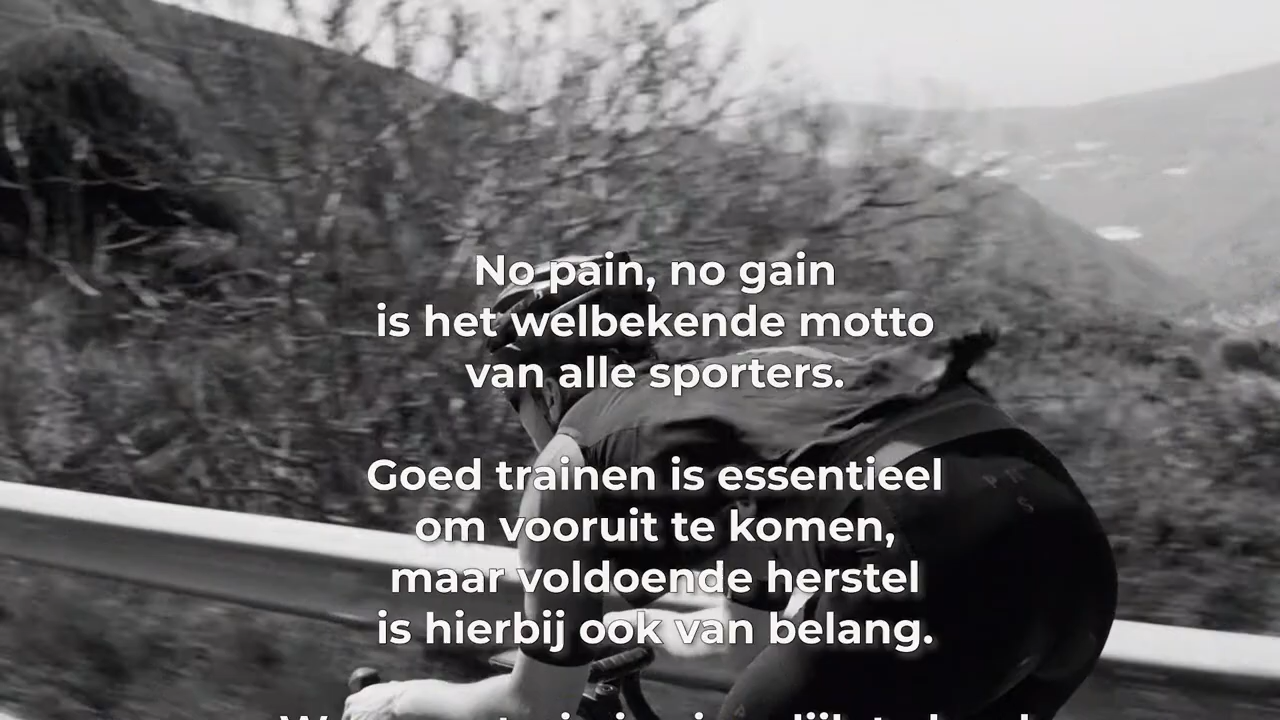 No pain, no gain
is het welbekende motto
van alle sporters.
Goed trainen is essentieel
om vooruit te komen,
maar voldoende herstel
is hierbij ook van belang.